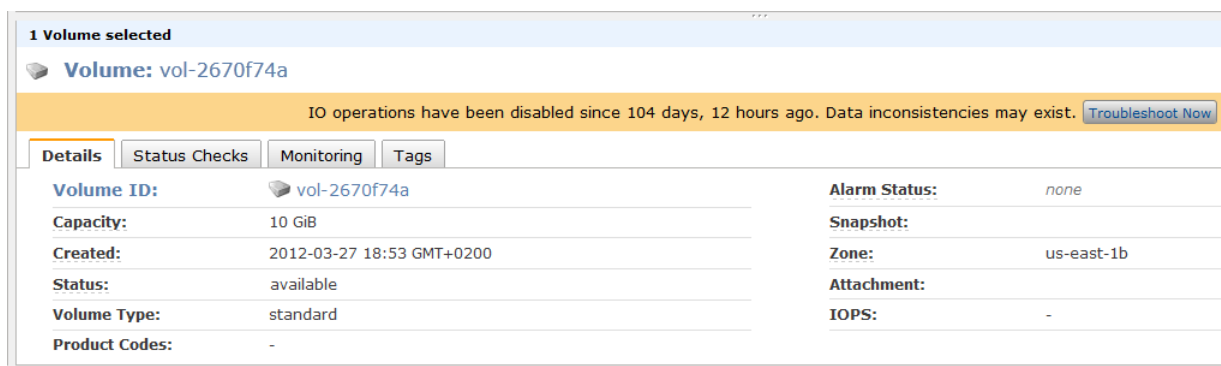 1 Volume selected
Volume: vol-2670f74a
IO operations have been disabled since 104 days, 12 hours ago. Data inconsistencies may exist. Troubleshoot Now
Details Status Checks Monitoring Tags
Volume ID: vol-2670f74a Alarm Status: none
Capacity: 10 GiB Snapshot:
Created: 2012-03-27 18:53 GMT+0200 Zone: us-east-1b
Status: available Attachment:
Volume Type: standard IOPS: -
Product Codes: -